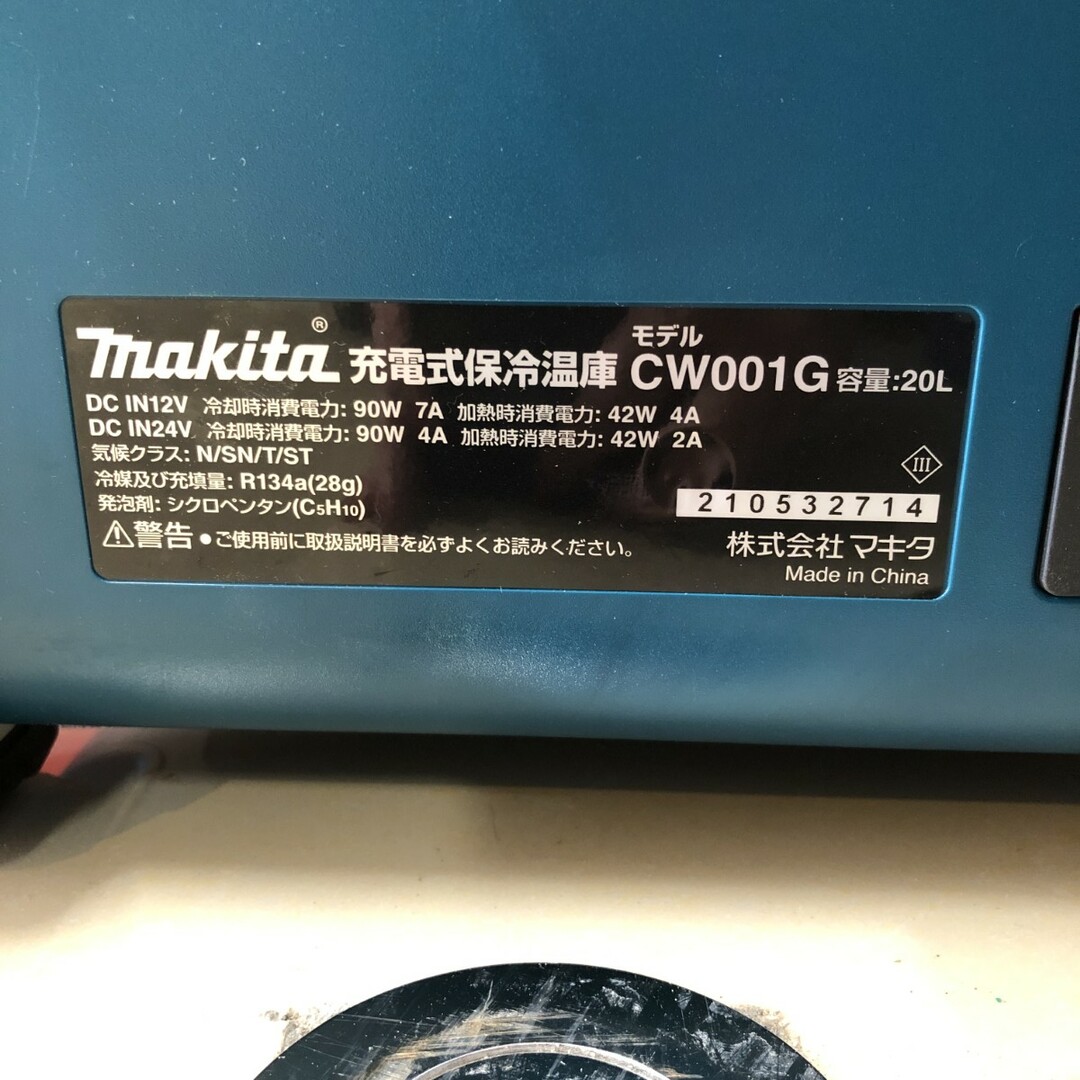 makita® 充電式保冷温庫 モデル CW001G 容量:20L
DC IN12V 冷却時消費電力: 90W 7A 加熱時消費電力: 42W 4A
DC IN24V 冷却時消費電力: 90W 4A 加熱時消費電力: 42W 2A
気候クラス: N/SN/T/ST
冷媒及び充填量: R134a(28g)
III
発泡剤: シクロペンタン(C₅H₁₀)
210532714
⚠警告 ●ご使用前に取扱説明書を必ずよくお読みください。
株式会社 マキタ
Made in China